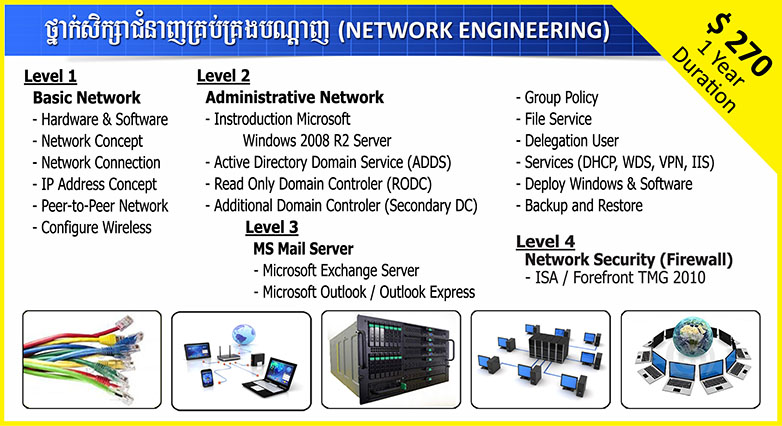 ថ្នាក់សិក្សាជំនាញគ្រប់គ្រងបណ្តាញ (NETWORK ENGINEERING)
$ 270
1 Year
Duration
Level 1
Basic Network
- Hardware & Software
- Network Concept
- Network Connection
- IP Address Concept
- Peer-to-Peer Network
- Configure Wireless
Level 2
Administrative Network
- Instroduction Microsoft
Windows 2008 R2 Server
- Active Directory Domain Service (ADDS)
- Read Only Domain Controler (RODC)
- Additional Domain Controler (Secondary DC)
- Group Policy
- File Service
- Delegation User
- Services (DHCP, WDS, VPN, IIS)
- Deploy Windows & Software
- Backup and Restore
Level 3
MS Mail Server
- Microsoft Exchange Server
- Microsoft Outlook / Outlook Express
Level 4
Network Security (Firewall)
- ISA / Forefront TMG 2010